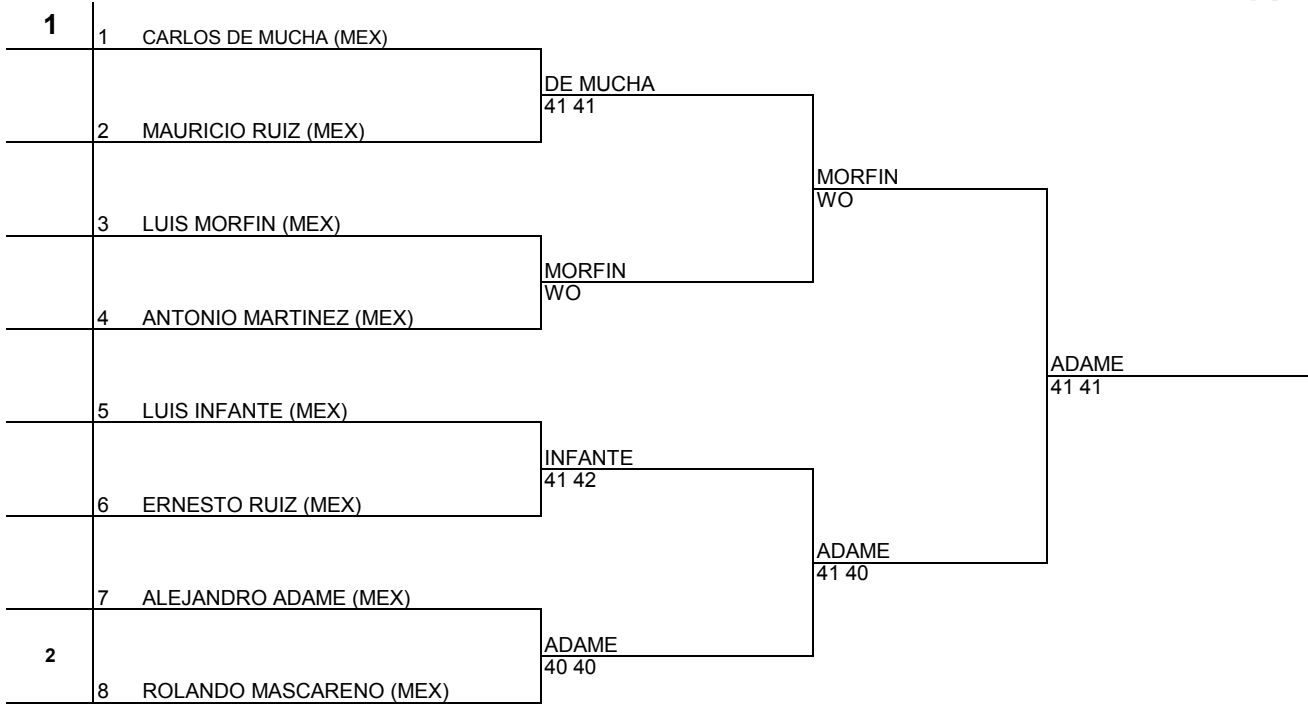 1
1 CARLOS DE MUCHA (MEX)
DE MUCHA
41 41
2 MAURICIO RUIZ (MEX)
MORFIN
WO
3 LUIS MORFIN (MEX)
MORFIN
WO
4 ANTONIO MARTINEZ (MEX)
ADAME
41 41
5 LUIS INFANTE (MEX)
INFANTE
41 42
6 ERNESTO RUIZ (MEX)
ADAME
41 40
7 ALEJANDRO ADAME (MEX)
2
ADAME
40 40
8 ROLANDO MASCARENO (MEX)